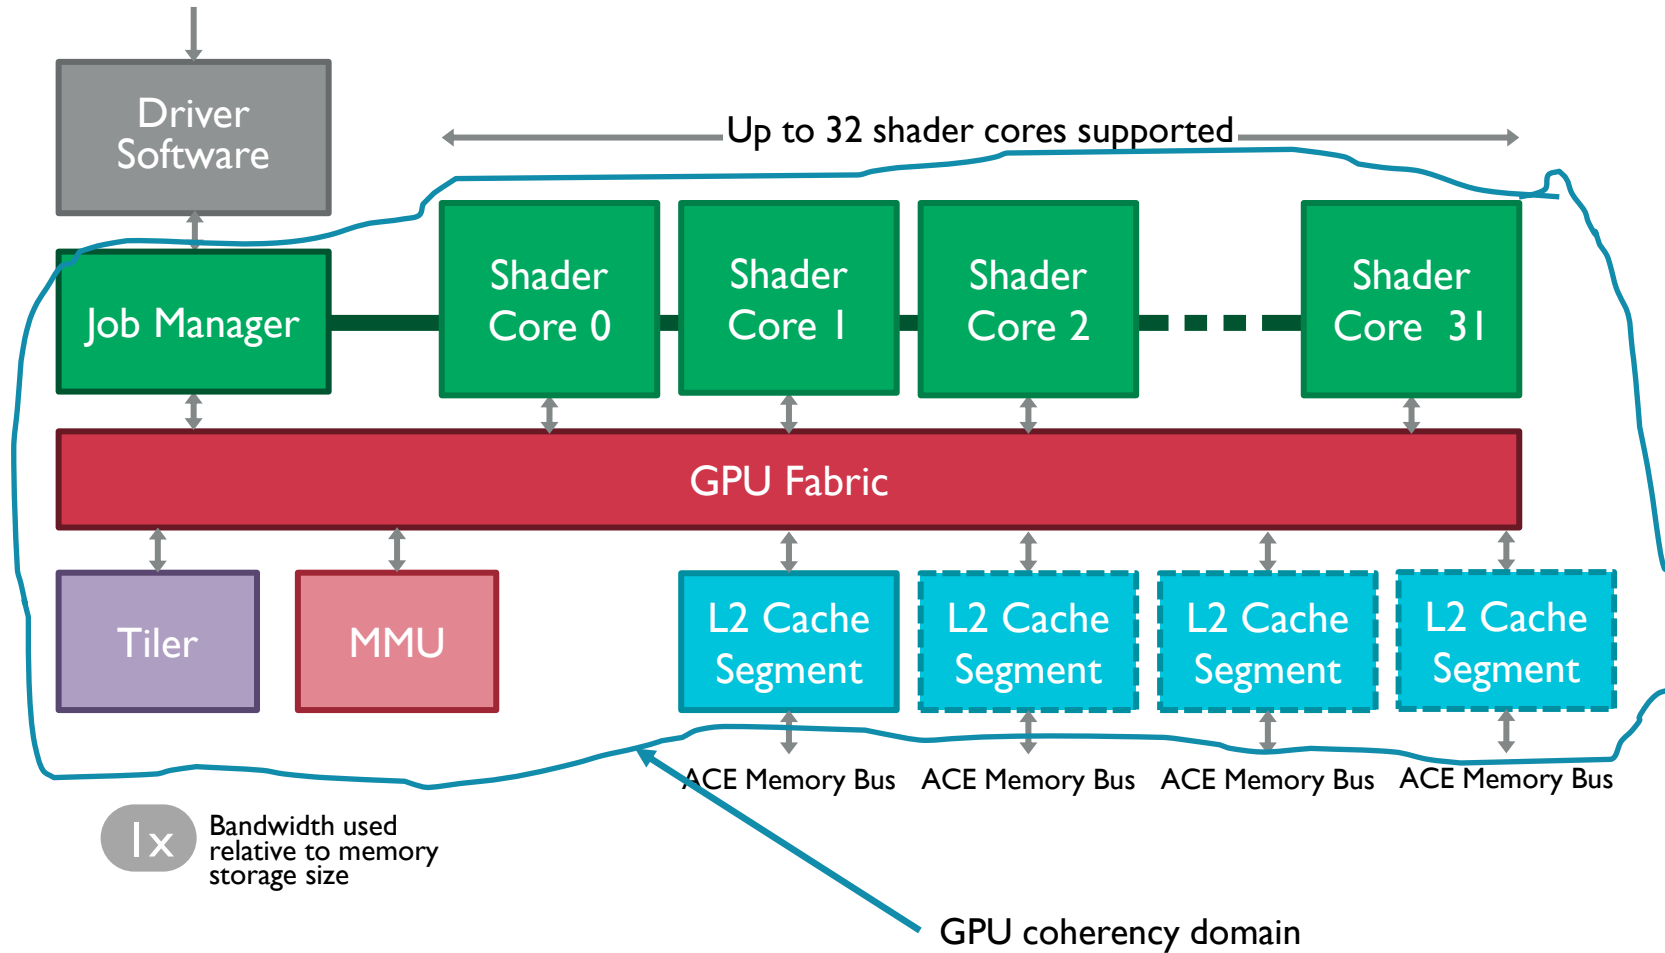 Driver
Software
Up to 32 shader cores supported
Job Manager
Shader
Core 0
Shader
Core 1
Shader
Core 2
Shader
Core 31
GPU Fabric
Tiler
MMU
L2 Cache
Segment
L2 Cache
Segment
L2 Cache
Segment
L2 Cache
Segment
ACE Memory Bus
ACE Memory Bus
ACE Memory Bus
ACE Memory Bus
1x
Bandwidth used
relative to memory
storage size
GPU coherency domain